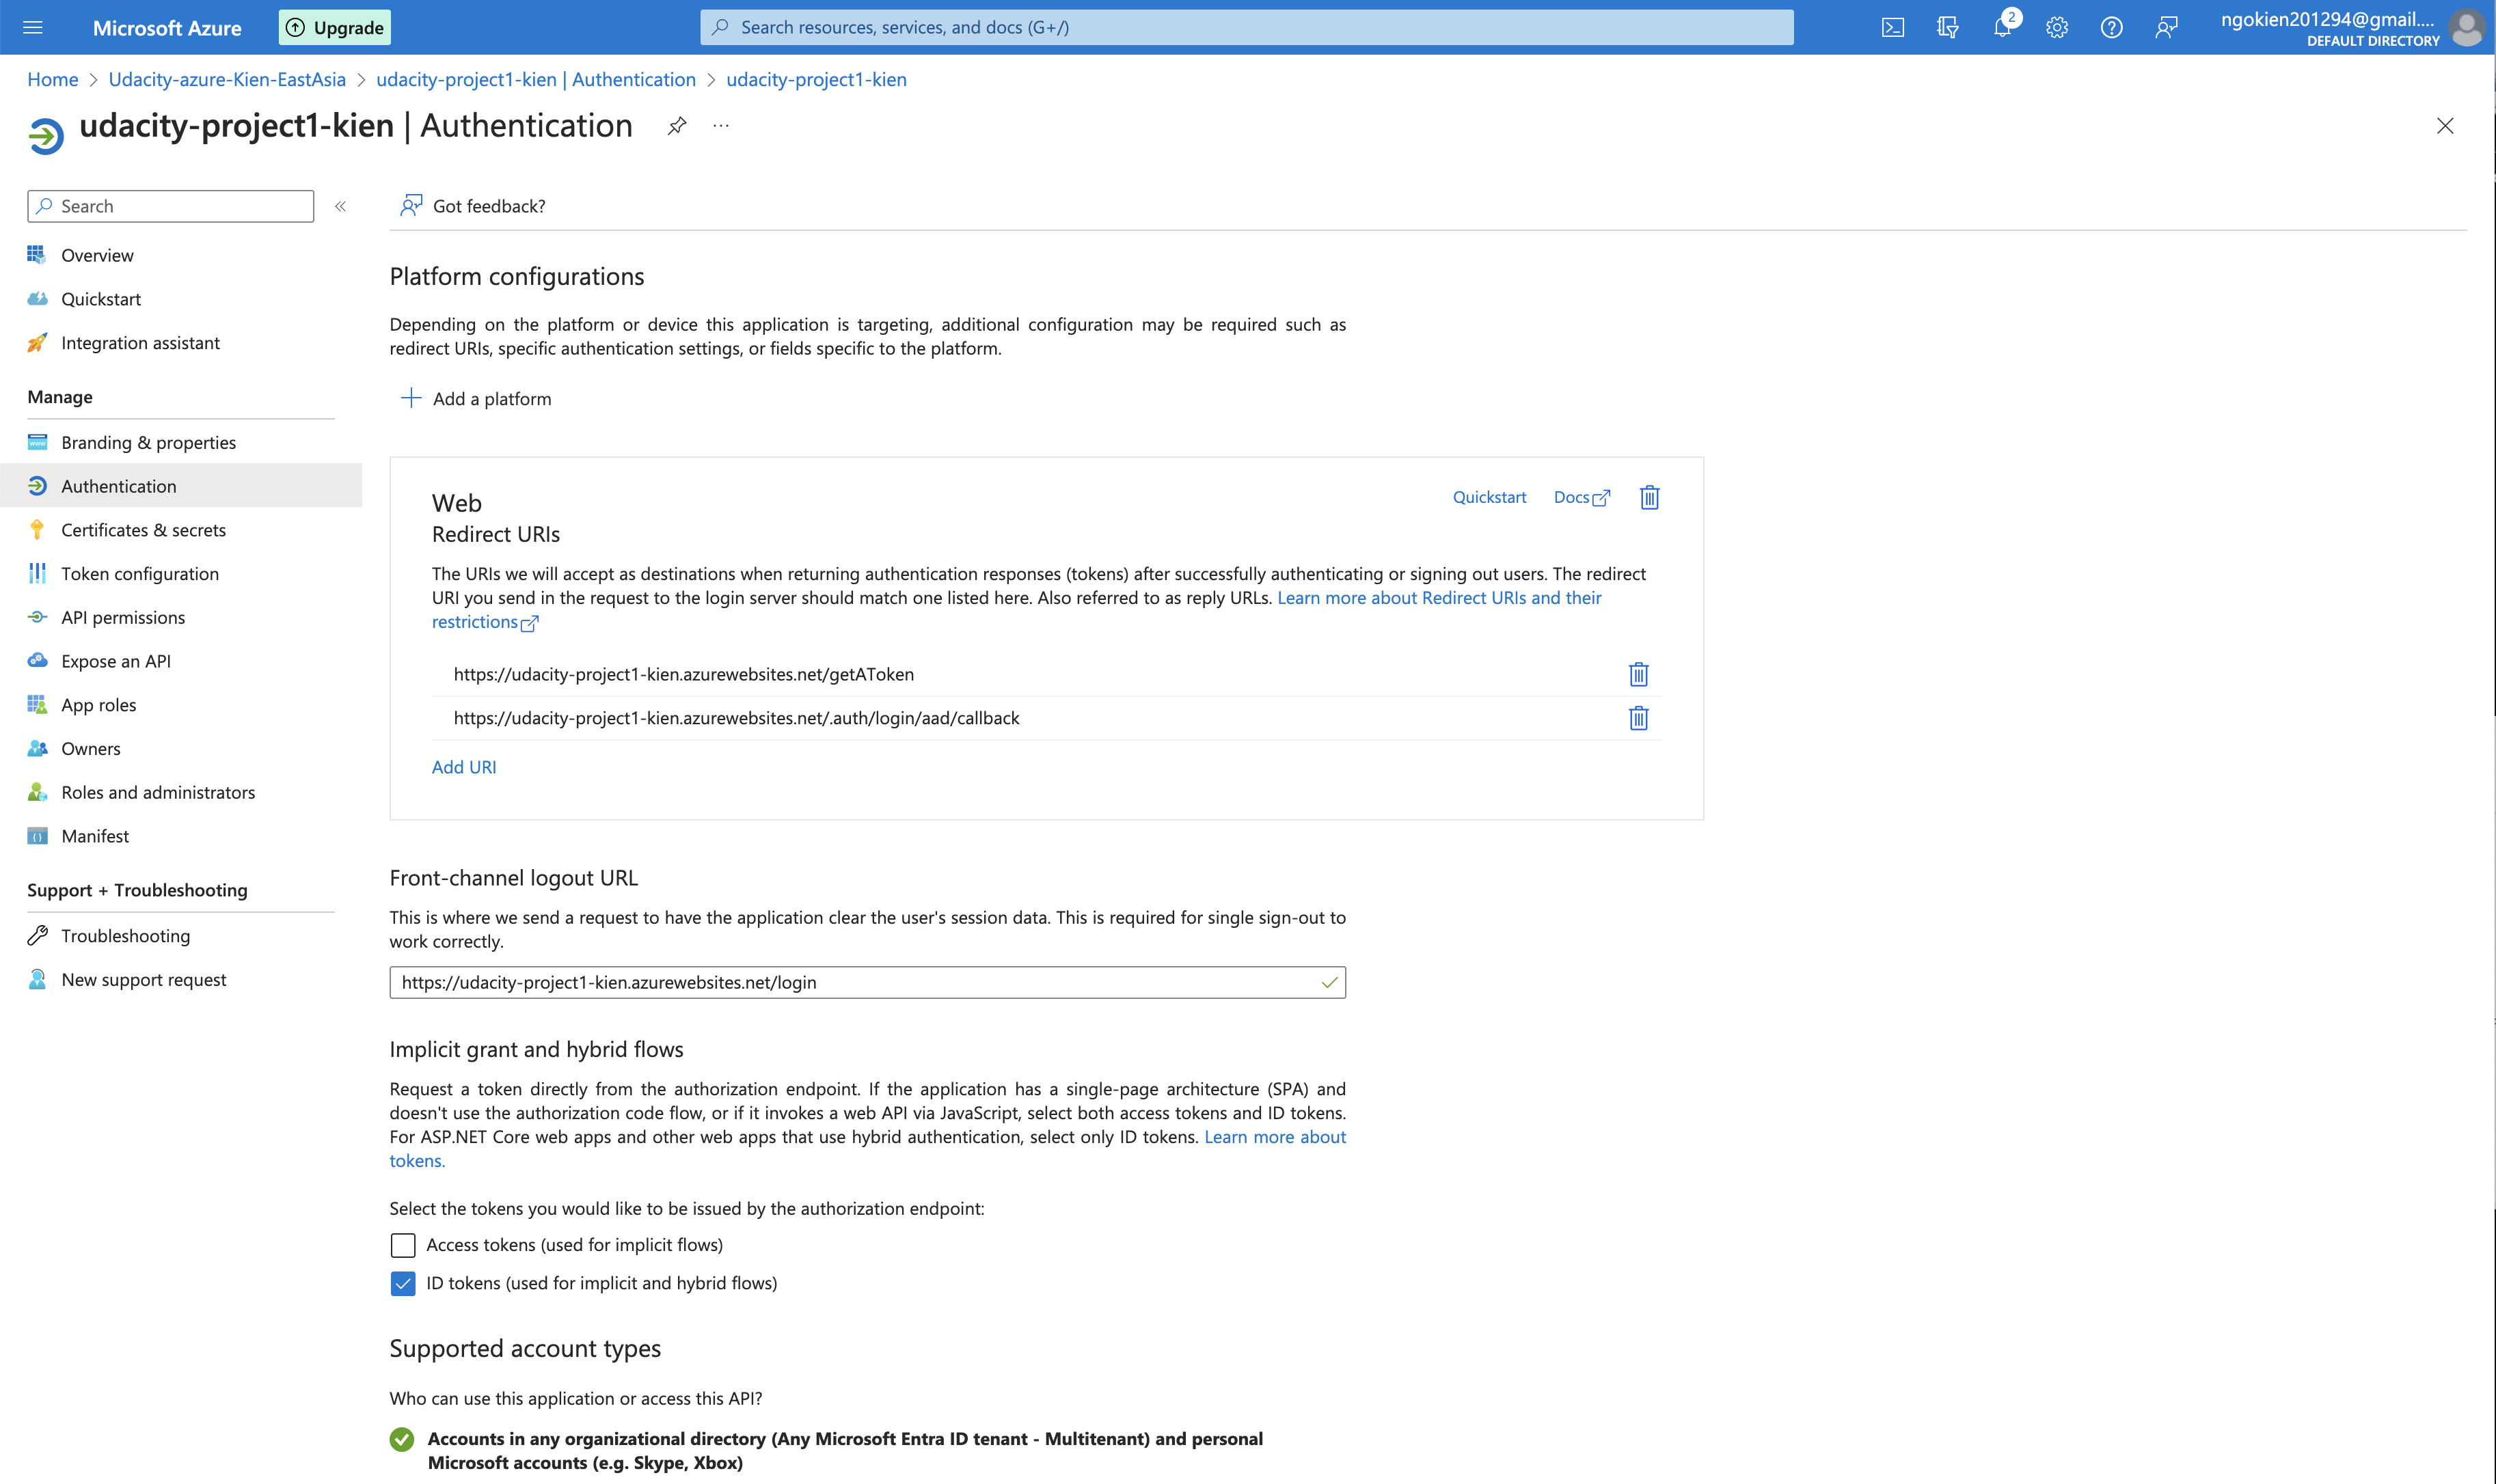 Microsoft Azure
Upgrade
Search resources, services, and docs (G+/)
2
ngokien201294@gmail....
DEFAULT DIRECTORY
Home > Udacity-azure-Kien-EastAsia > udacity-project1-kien | Authentication > udacity-project1-kien
udacity-project1-kien | Authentication
Search
Overview
Quickstart
Integration assistant
Manage
Branding & properties
Authentication
Certificates & secrets
Token configuration
API permissions
Expose an API
App roles
Owners
Roles and administrators
Manifest
Support + Troubleshooting
Troubleshooting
New support request
Got feedback?
Platform configurations
Depending on the platform or device this application is targeting, additional configuration may be required such as
redirect URIs, specific authentication settings, or fields specific to the platform.
Add a platform
Web
Quickstart
Docs
Redirect URIs
The URIs we will accept as destinations when returning authentication responses (tokens) after successfully authenticating or signing out users. The redirect
URI you send in the request to the login server should match one listed here. Also referred to as reply URLs. Learn more about Redirect URIs and their
restrictions
https://udacity-project1-kien.azurewebsites.net/getAToken
https://udacity-project1-kien.azurewebsites.net/.auth/login/aad/callback
Add URI
Front-channel logout URL
This is where we send a request to have the application clear the user's session data. This is required for single sign-out to
work correctly.
https://udacity-project1-kien.azurewebsites.net/login
Implicit grant and hybrid flows
Request a token directly from the authorization endpoint. If the application has a single-page architecture (SPA) and
doesn't use the authorization code flow, or if it invokes a web API via JavaScript, select both access tokens and ID tokens.
For ASP.NET Core web apps and other web apps that use hybrid authentication, select only ID tokens. Learn more about
tokens.
Select the tokens you would like to be issued by the authorization endpoint:
Access tokens (used for implicit flows)
ID tokens (used for implicit and hybrid flows)
Supported account types
Who can use this application or access this API?
Accounts in any organizational directory (Any Microsoft Entra ID tenant - Multitenant) and personal
Microsoft accounts (e.g. Skype, Xbox)